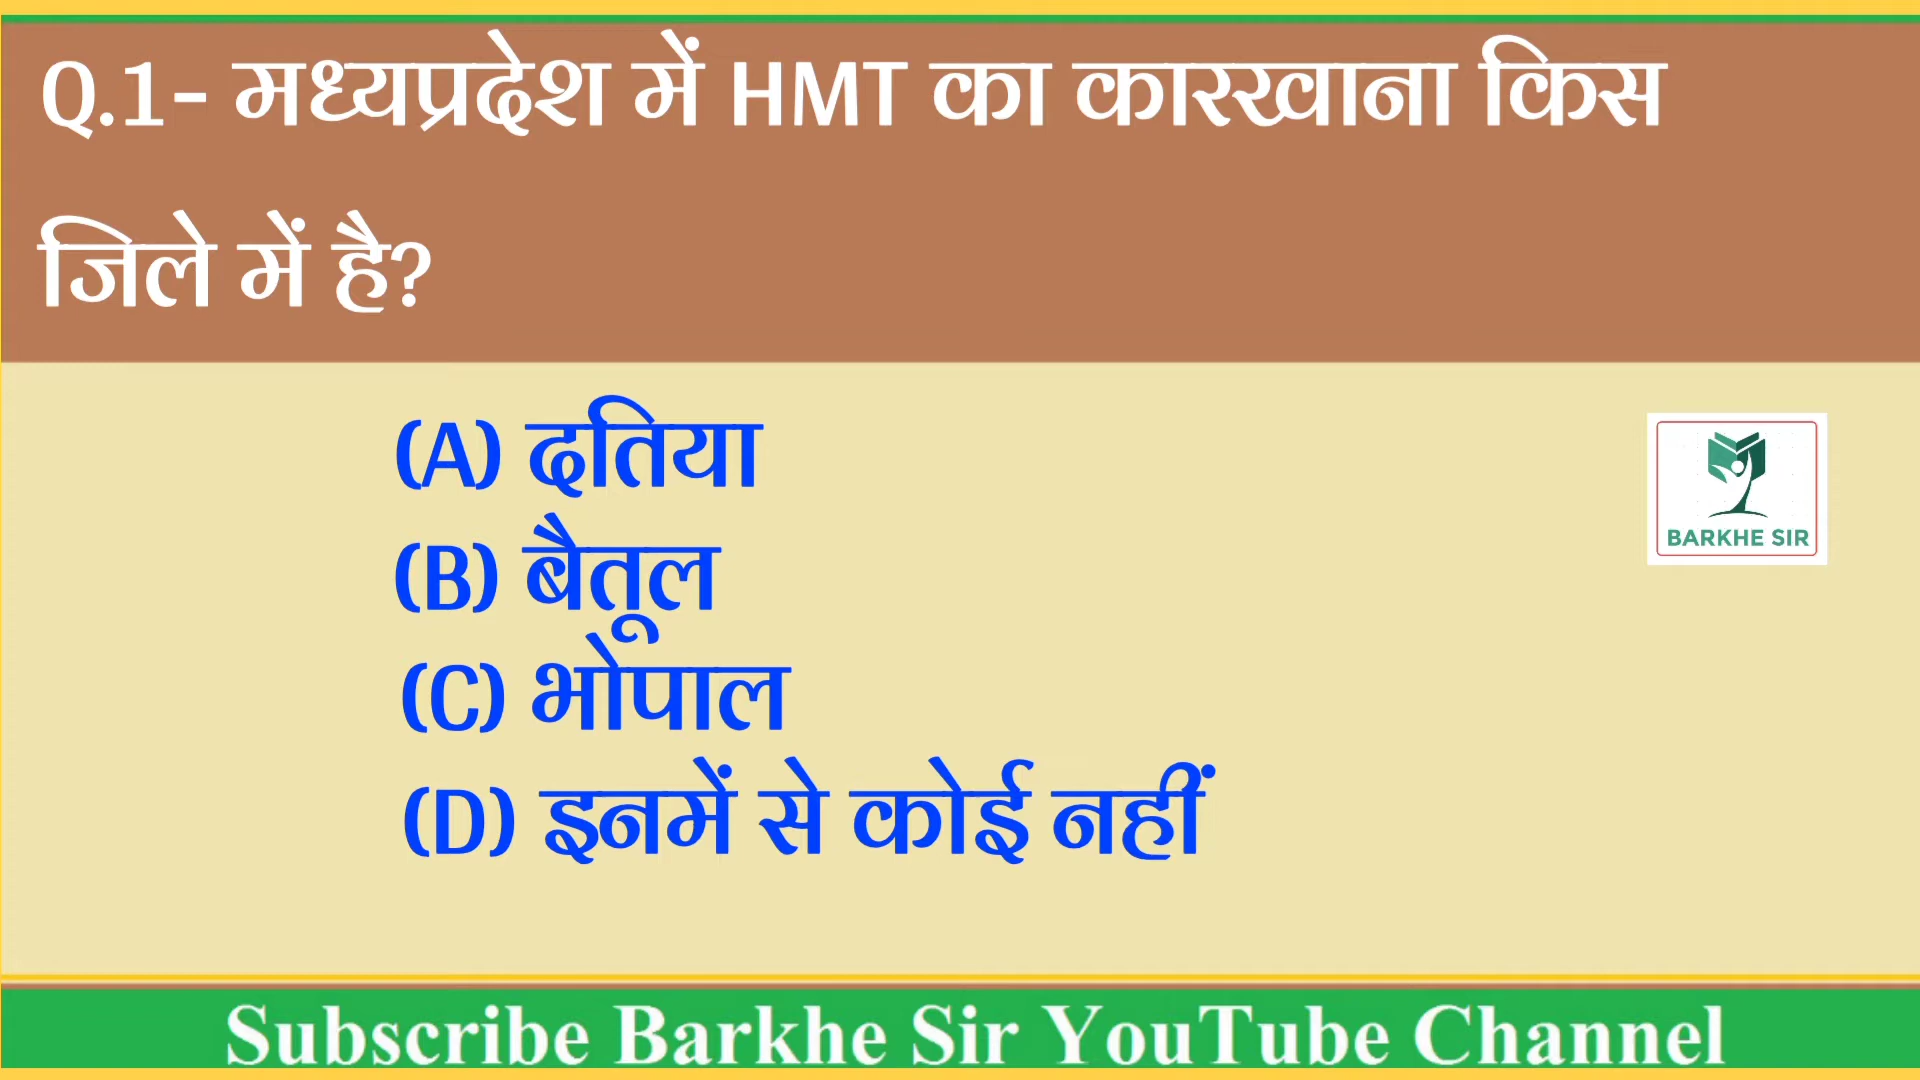 Q.1- मध्यप्रदेश में HMT का कारखाना किस
जिले में है?
(A) दतिया
(B) बैतूल
(C) भोपाल
(D) इनमें से कोई नहीं
BARKHE SIR
Subscribe Barkhe Sir YouTube Channel